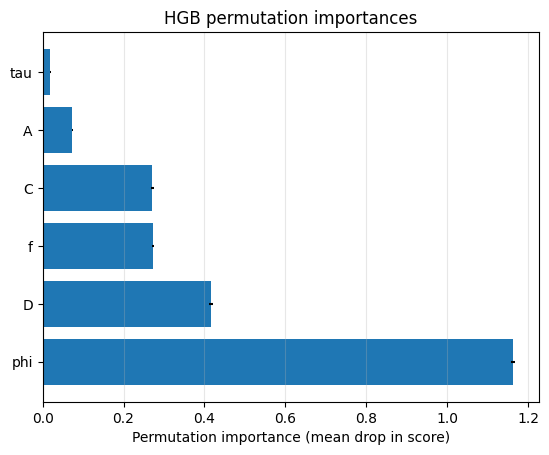 HGB permutation importances
tau
A
C
f
D
phi
0.0 0.2 0.4 0.6 0.8 1.0 1.2
Permutation importance (mean drop in score)